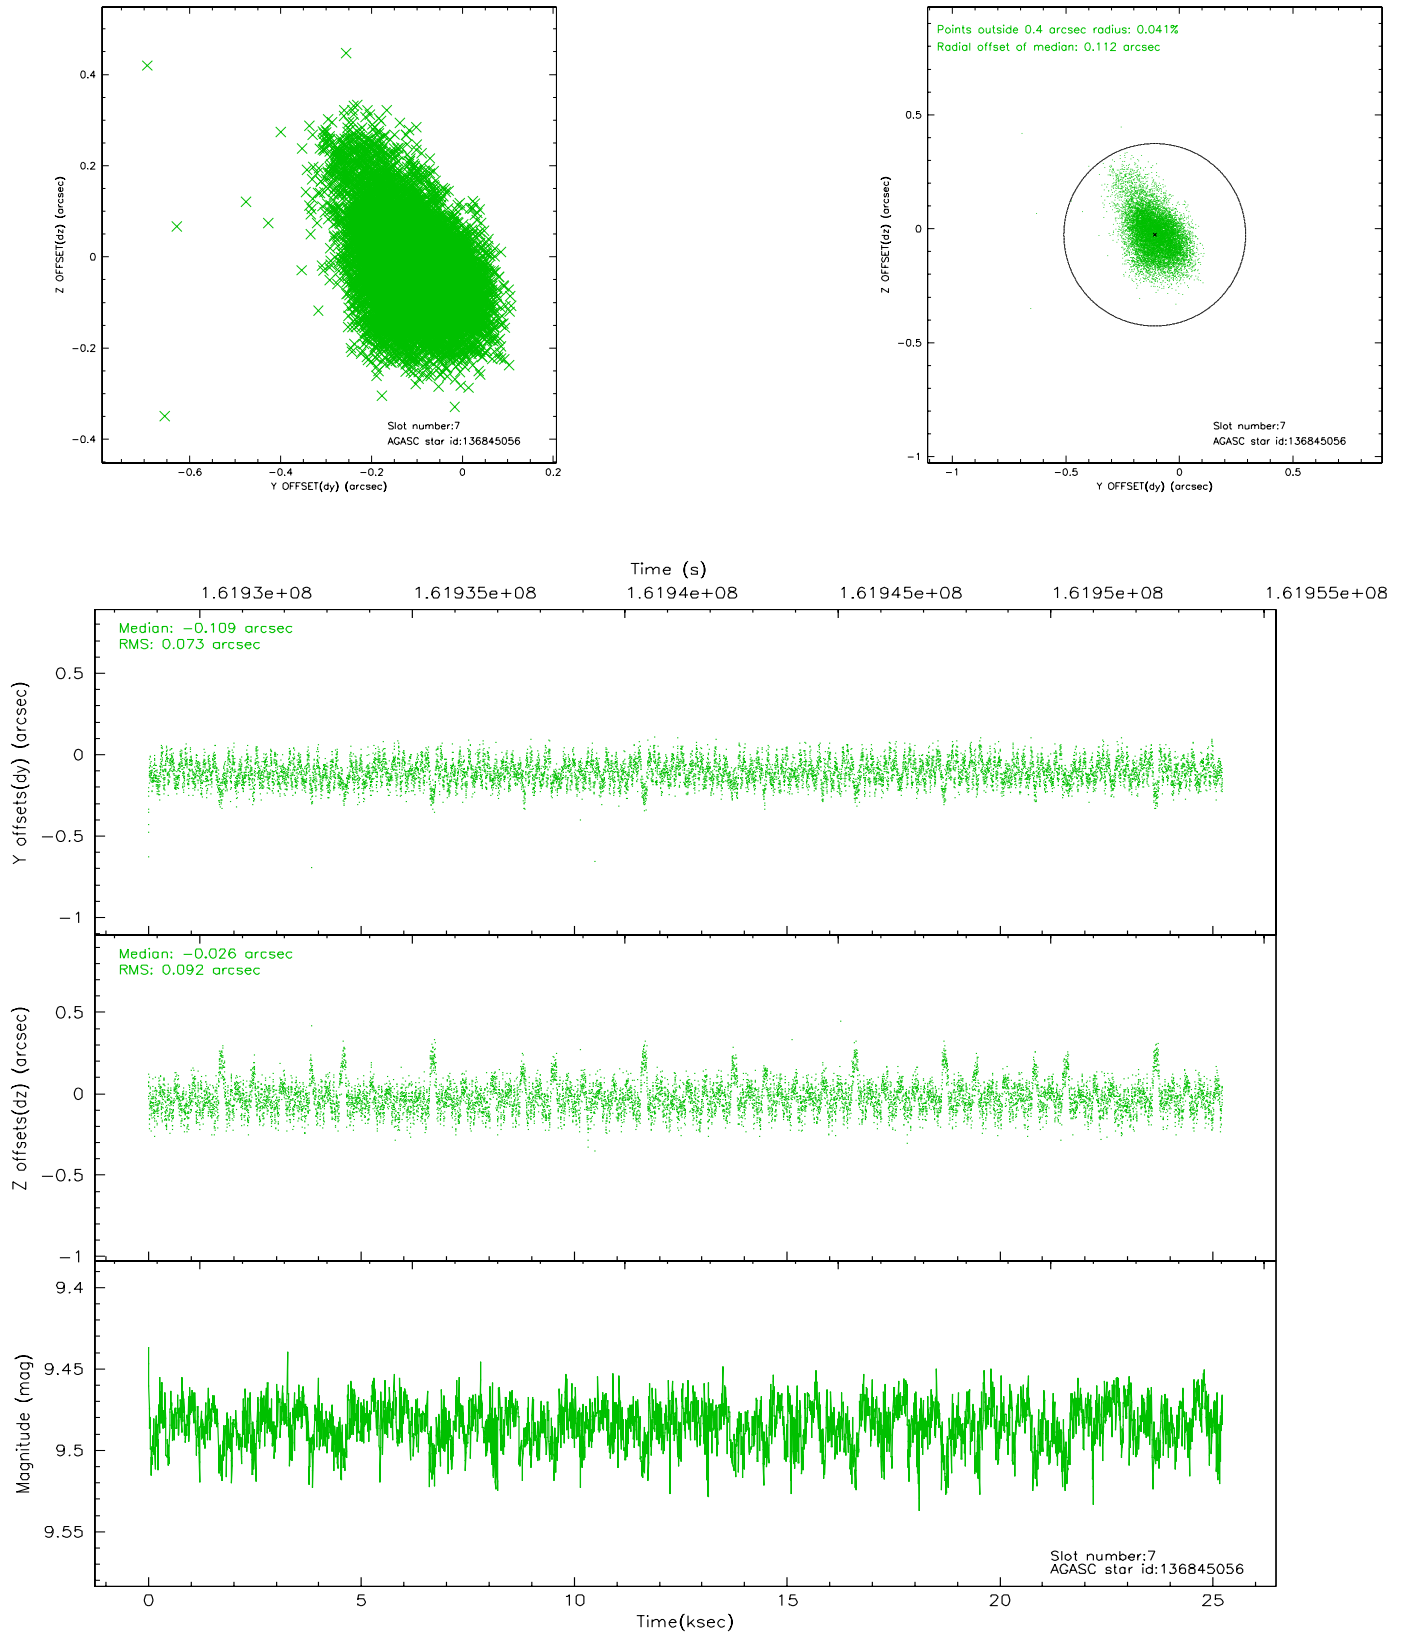 0.4
0.2
0
−0.2
−0.4
Z OFFSET(dz) (arcsec)
Slot number:7
AGASC star id:136845056
−0.6 −0.4 −0.2 0 0.2
Y OFFSET(dy) (arcsec)
Points outside 0.4 arcsec radius: 0.041%
Radial offset of median: 0.112 arcsec
0.5
0
−0.5
−1
Z OFFSET(dz) (arcsec)
Slot number:7
AGASC star id:136845056
−1 −0.5 0 0.5
Y OFFSET(dy) (arcsec)
Time (s)
1.6193e+08 1.61935e+08 1.6194e+08 1.61945e+08 1.6195e+08 1.61955e+08
Median: −0.109 arcsec
RMS: 0.073 arcsec
0.5
0
−0.5
−1
Y offsets(dy) (arcsec)
Median: −0.026 arcsec
RMS: 0.092 arcsec
0.5
0
−0.5
−1
Z offsets(dz) (arcsec)
9.4
9.45
9.5
9.55
Magnitude (mag)
Slot number:7
AGASC star id:136845056
0 5 10 15 20 25
Time(ksec)